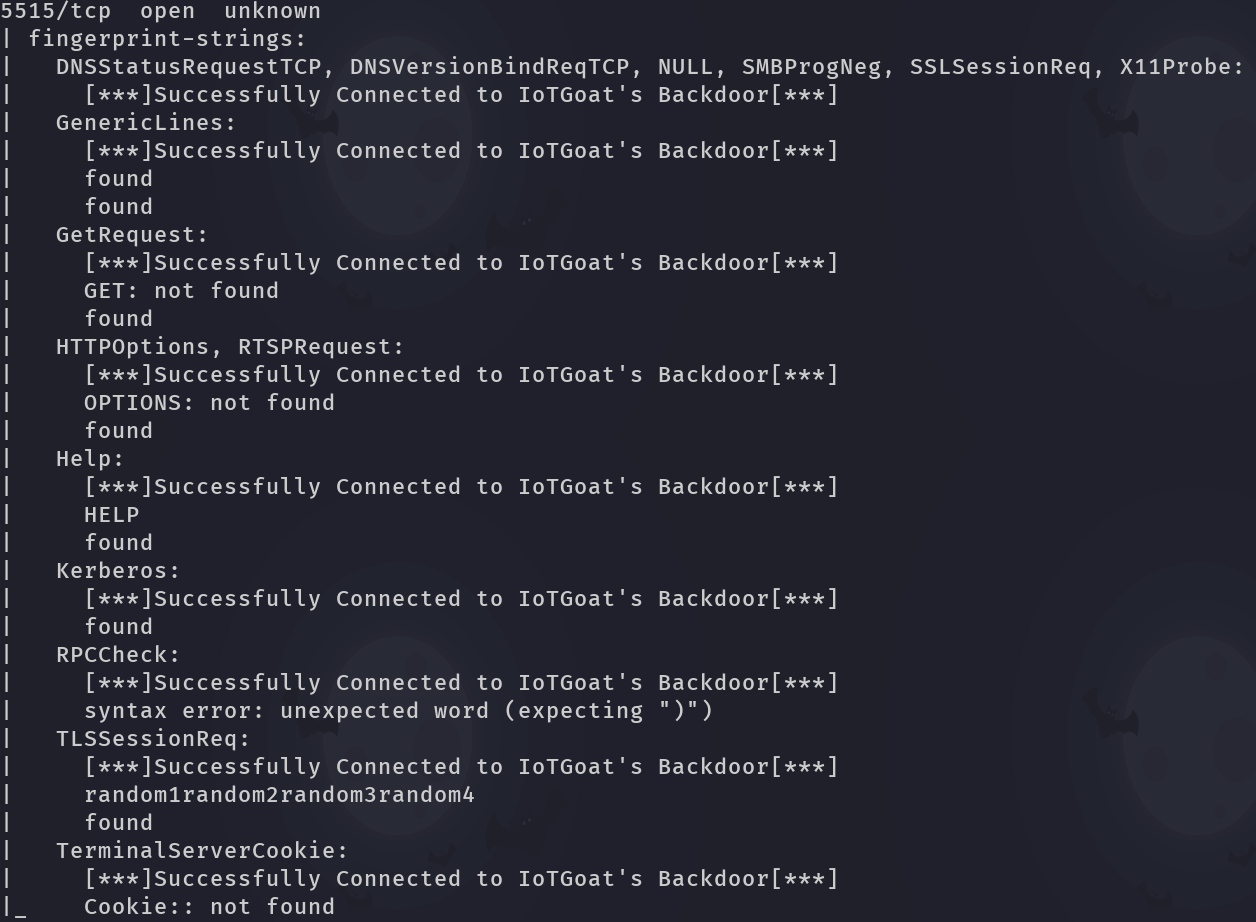 5515/tcp  open  unknown
| fingerprint-strings:
|   DNSStatusRequestTCP, DNSVersionBindReqTCP, NULL, SMBProgNeg, SSLSessionReq, X11Probe:
|     [***]Successfully Connected to IoTGoat's Backdoor[***]
|   GenericLines:
|     [***]Successfully Connected to IoTGoat's Backdoor[***]
|     found
|     found
|   GetRequest:
|     [***]Successfully Connected to IoTGoat's Backdoor[***]
|     GET: not found
|     found
|   HTTPOptions, RTSPRequest:
|     [***]Successfully Connected to IoTGoat's Backdoor[***]
|     OPTIONS: not found
|     found
|   Help:
|     [***]Successfully Connected to IoTGoat's Backdoor[***]
|     HELP
|     found
|   Kerberos:
|     [***]Successfully Connected to IoTGoat's Backdoor[***]
|     found
|   RPCCheck:
|     [***]Successfully Connected to IoTGoat's Backdoor[***]
|     syntax error: unexpected word (expecting ")")
|   TLSSessionReq:
|     [***]Successfully Connected to IoTGoat's Backdoor[***]
|     random1random2random3random4
|     found
|   TerminalServerCookie:
|     [***]Successfully Connected to IoTGoat's Backdoor[***]
|_    Cookie:: not found